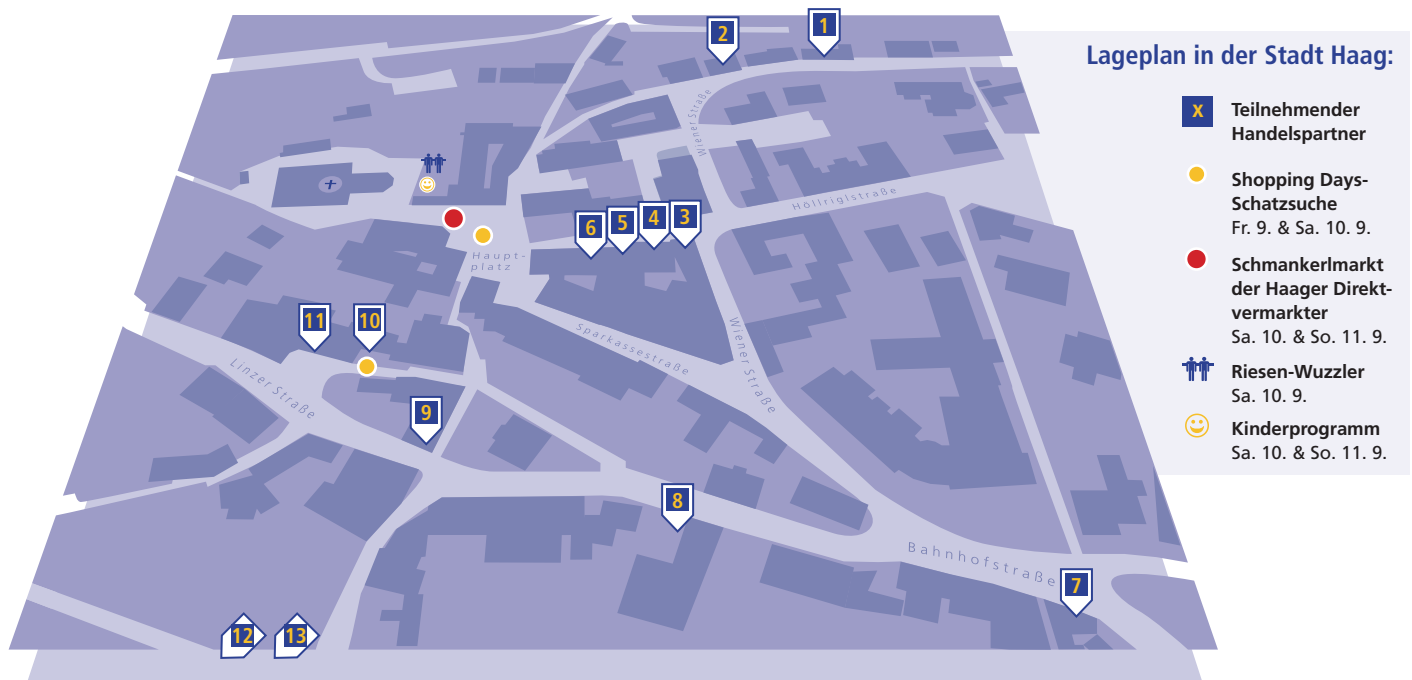 Lageplan in der Stadt Haag:
X
Teilnehmender
Handelspartner
Shopping Days-
Schatzsuche
Fr. 9. & Sa. 10. 9.
Schmankerlmarkt
der Haager Direkt-
vermarkter
Sa. 10. & So. 11. 9.
Riesen-Wuzzler
Sa. 10. 9.
Kinderprogramm
Sa. 10. & So. 11. 9.
1
2
Wiener Straße
Höllriglstraße
3
4
5
6
Haupt-
platz
Sparkassestraße
Wiener Straße
11
10
Linzer Straße
9
8
Bahnhofstraße
7
12
13